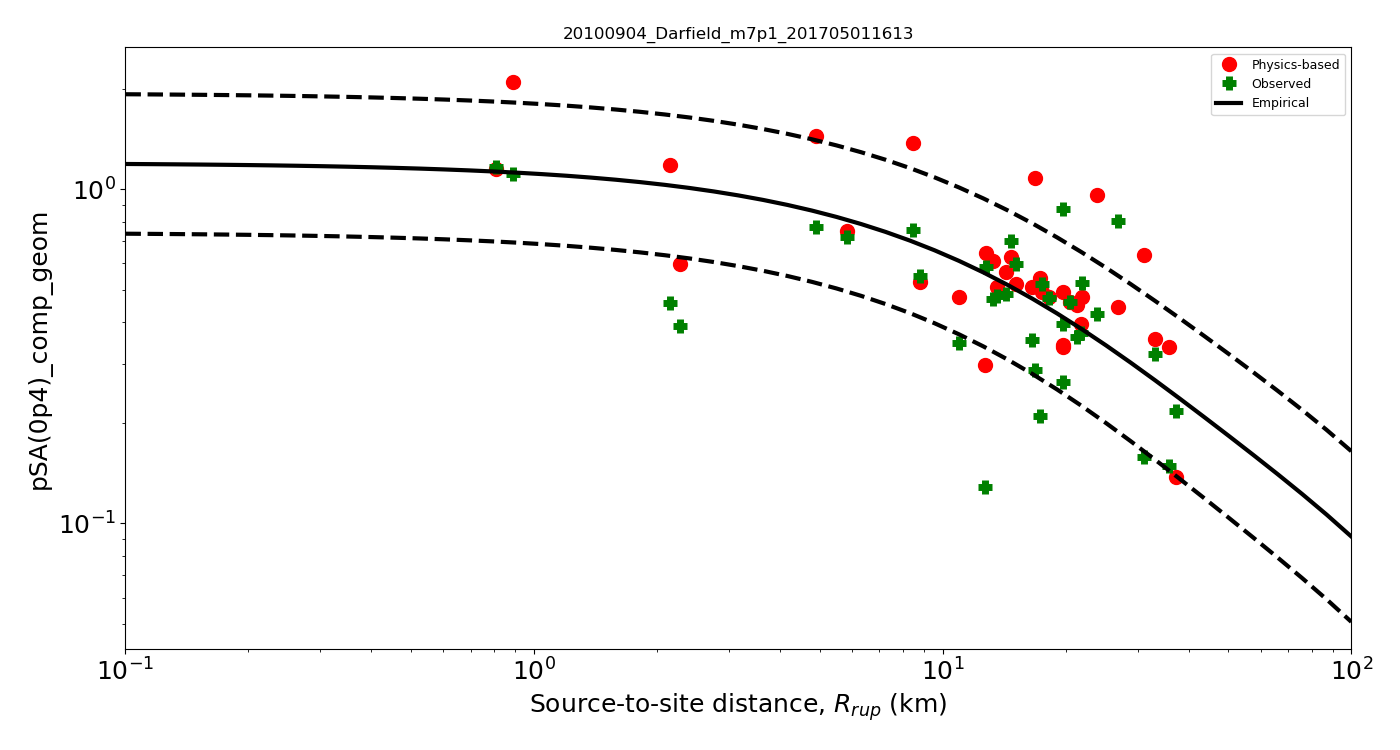 20100904_Darfield_m7p1_201705011613
Physics-based
Observed
Empirical
pSA(0p4)_comp_geom
10⁰
10⁻¹
10⁻¹ 10⁰ 10¹ 10²
Source-to-site distance, R_rup (km)